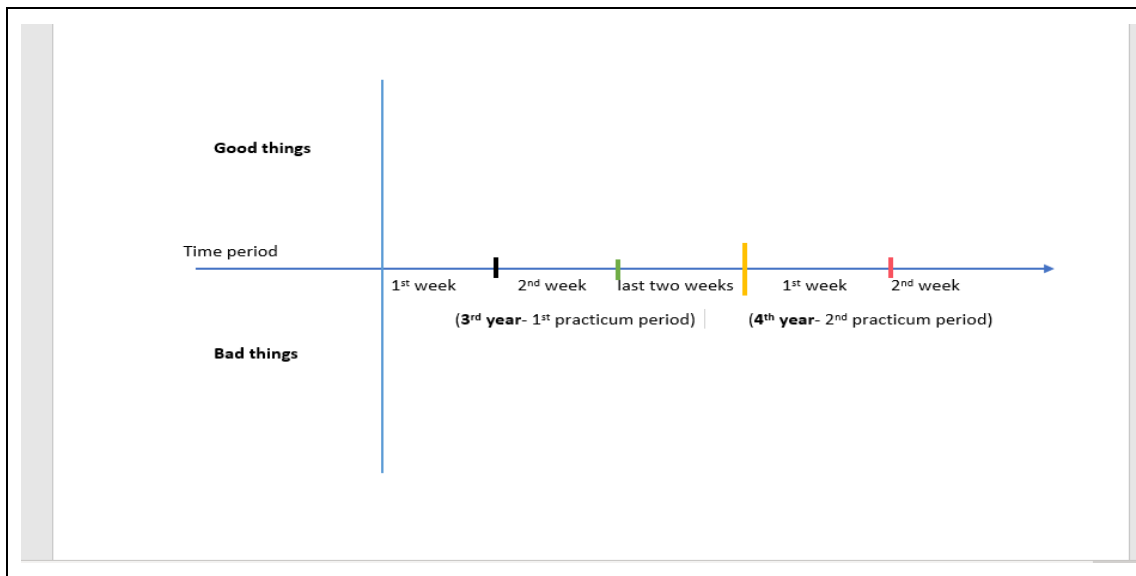 Good things
Time period
1st week 2nd week last two weeks 1st week 2nd week
(3rd year- 1st practicum period) (4th year- 2nd practicum period)
Bad things